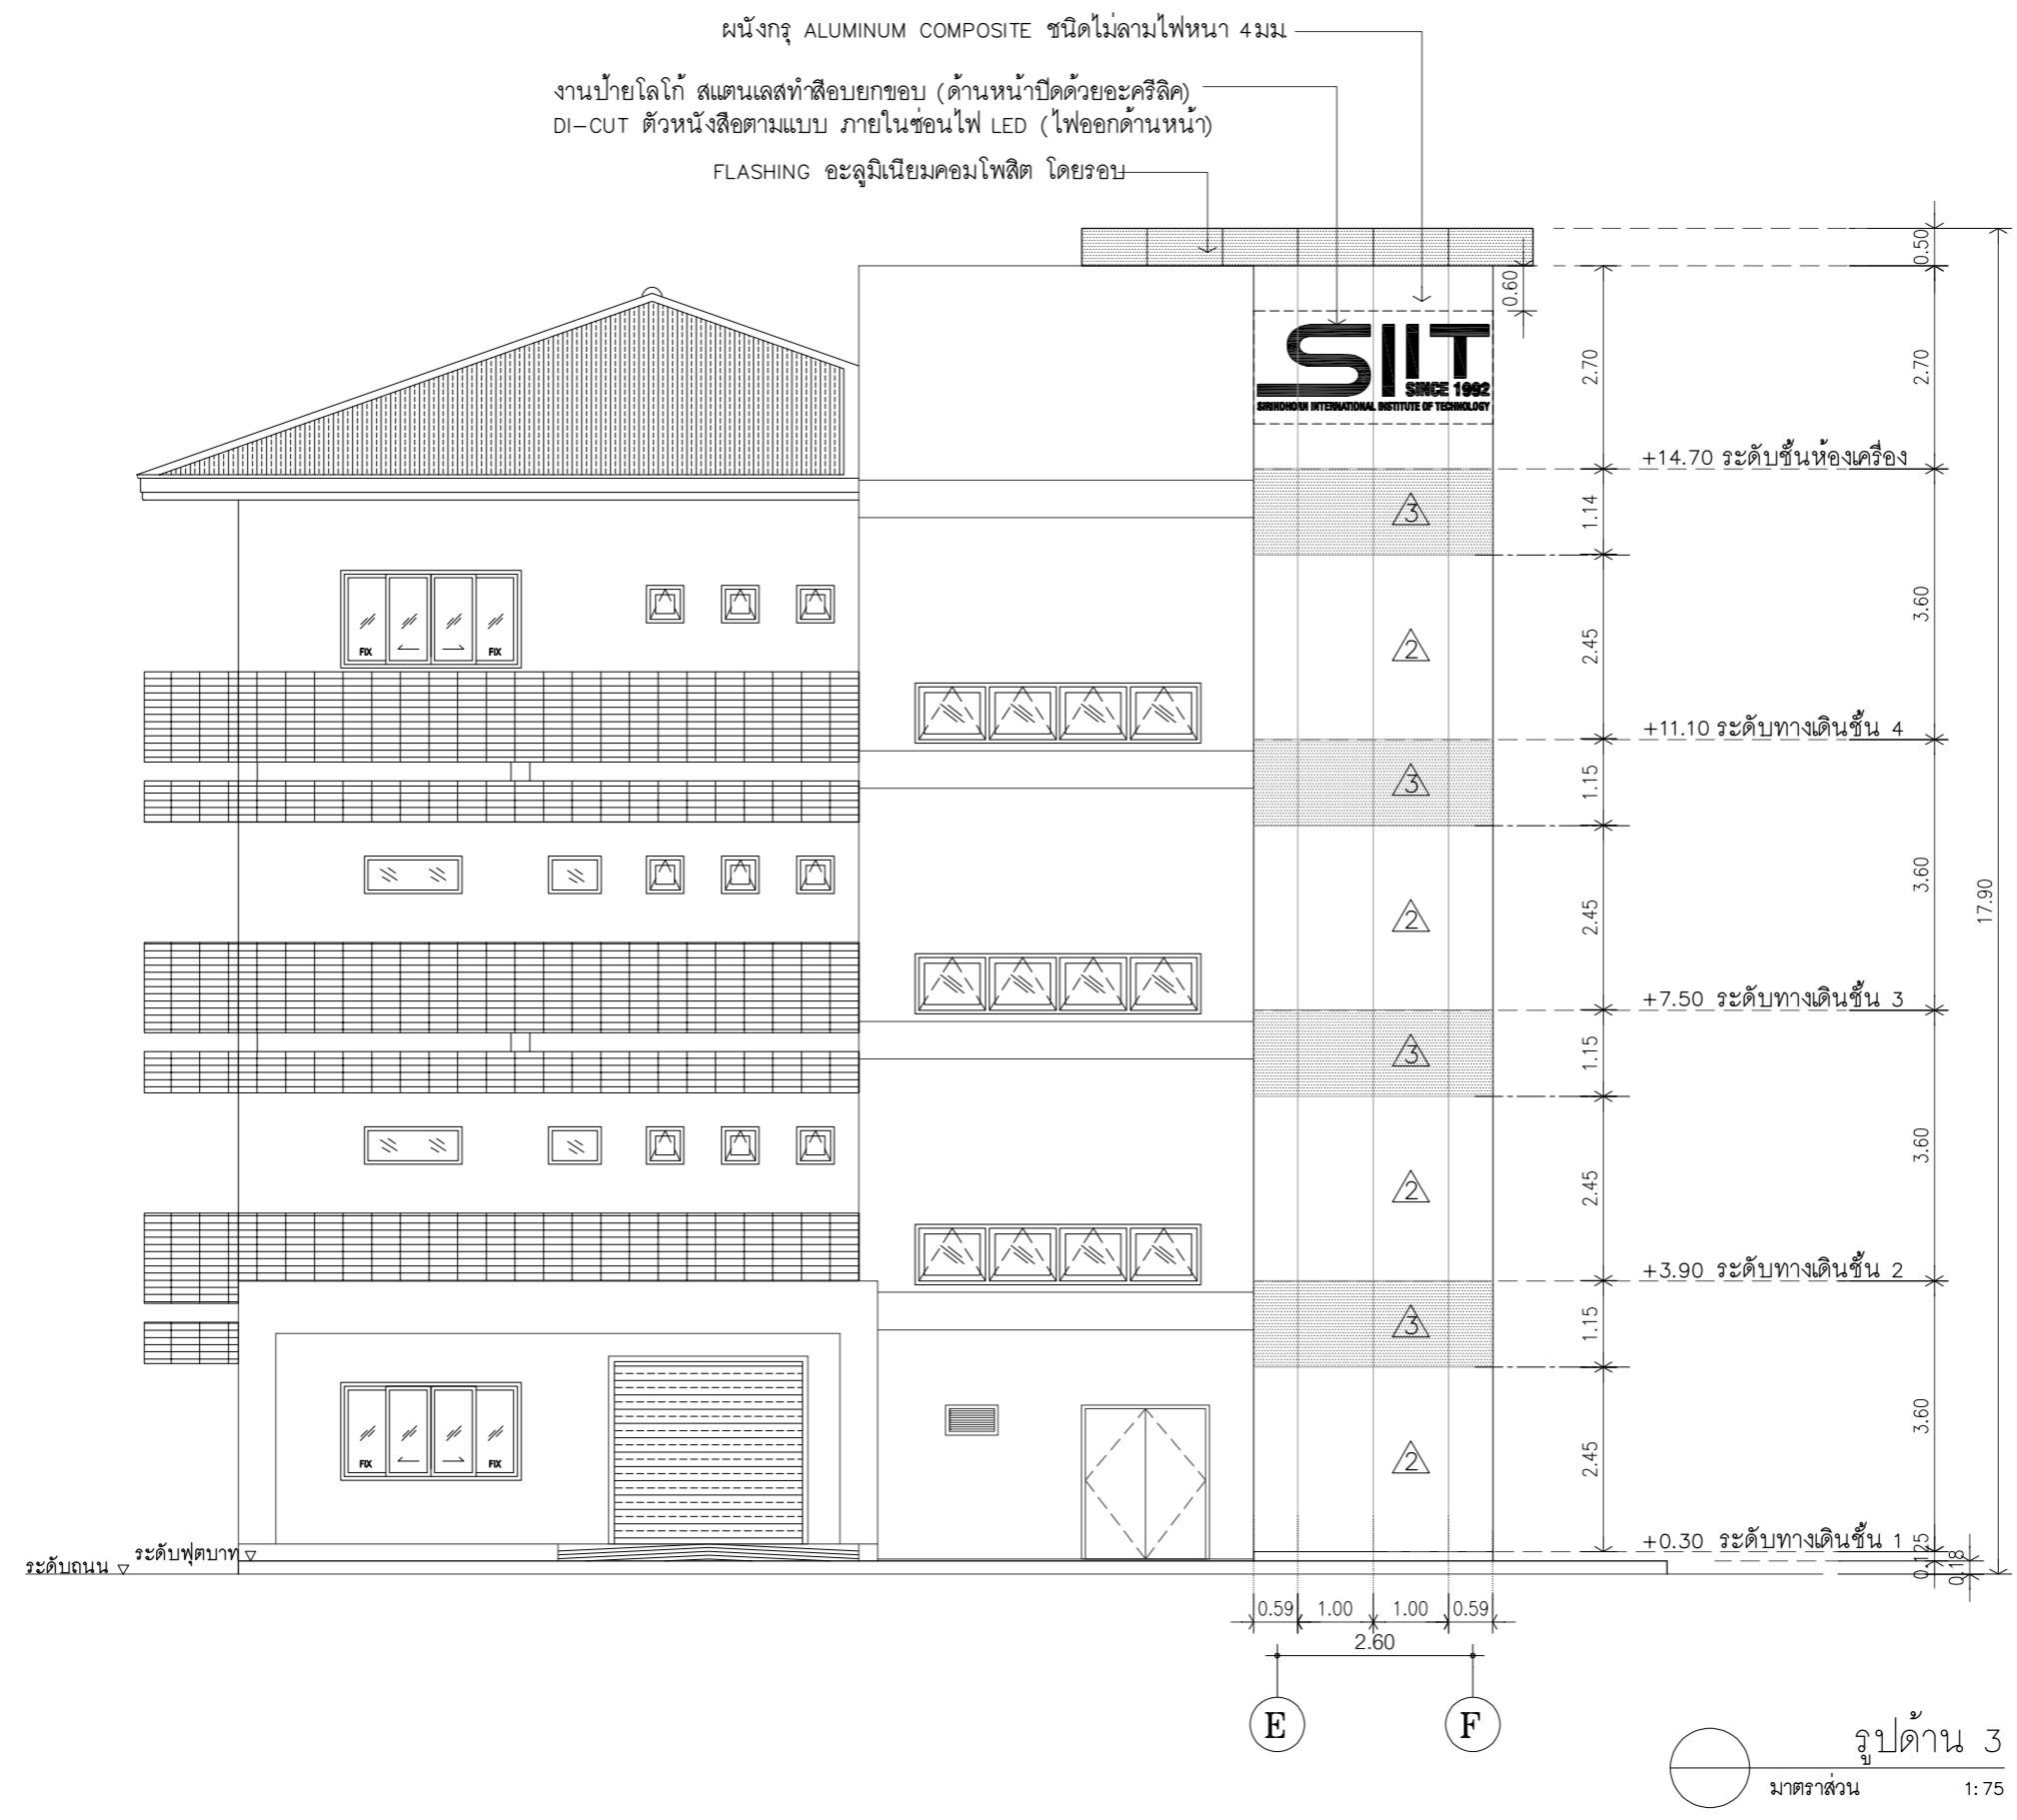 ผนังกรุ ALUMINUM COMPOSITE ชนิดไม่ลามไฟหนา 4มม.
งานป้ายโลโก้ สแตนเลสทำสีอบยกขอบ (ด้านหน้าปิดด้วยอะครีลิค)
DI-CUT ตัวหนังสือตามแบบ ภายในซ่อนไฟ LED (ไฟออกด้านหน้า)
FLASHING อะลูมิเนียมคอมโพสิต โดยรอบ
0.50
0.60
SIIT
SINCE 1992
SIRINDHORN INTERNATIONAL INSTITUTE OF TECHNOLOGY
2.70
2.70
+14.70 ระดับชั้นห้องเครื่อง
3
1.14
FIX
FIX
2
2.45
3.60
+11.10 ระดับทางเดินชั้น 4
3
1.15
2
2.45
3.60
17.90
+7.50 ระดับทางเดินชั้น 3
3
1.15
2
2.45
3.60
+3.90 ระดับทางเดินชั้น 2
3
1.15
FIX
FIX
2
2.45
3.60
+0.30 ระดับทางเดินชั้น 1
0.125
0.18
ระดับถนน
ระดับฟุตบาท
0.59
1.00
1.00
0.59
2.60
E
F
รูปด้าน 3
มาตราส่วน 1:75